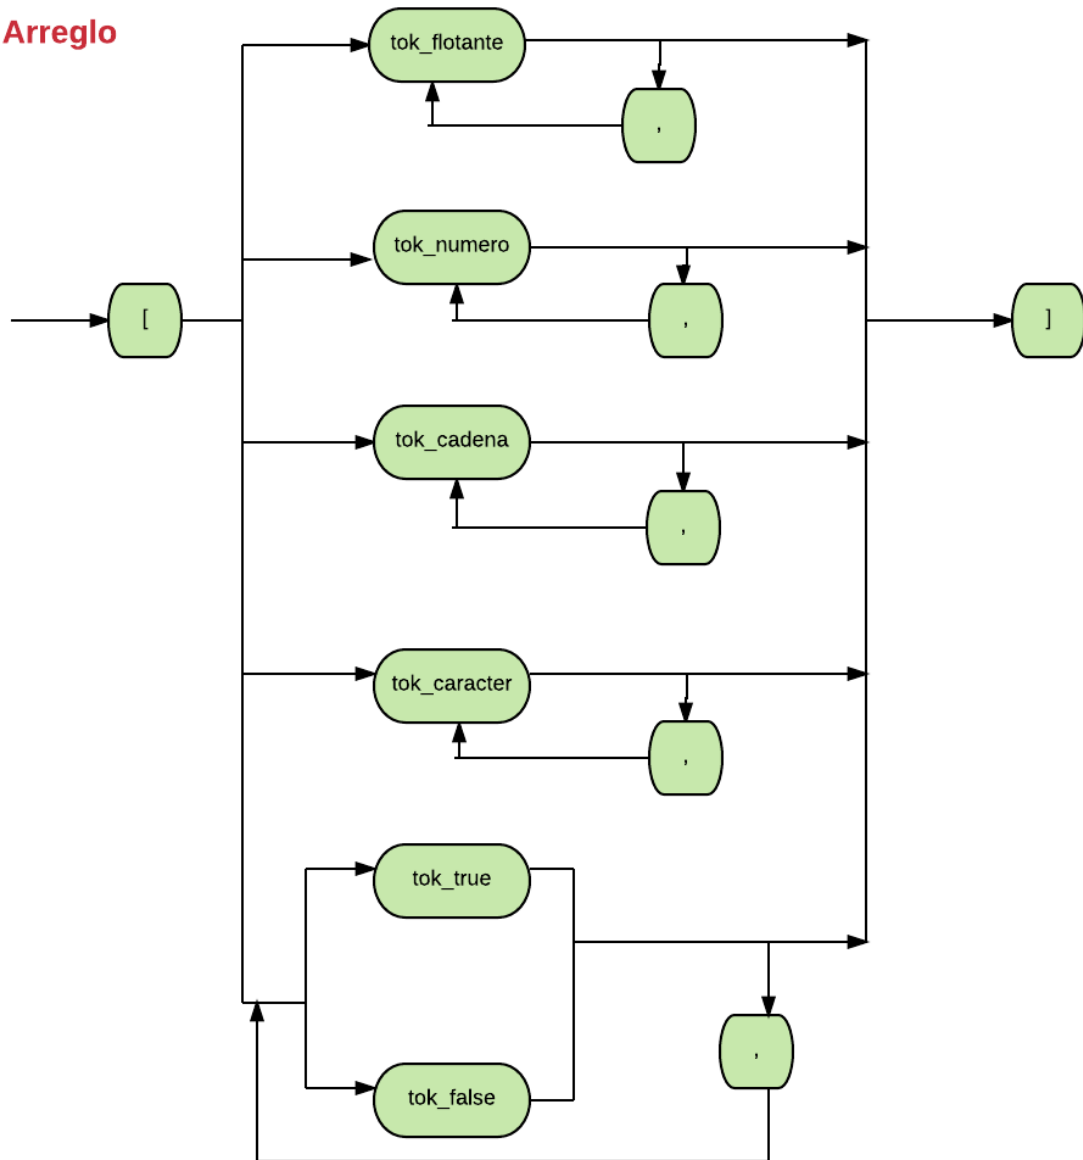 Arreglo
tok_flotante
,
tok_numero
[
,
]
tok_cadena
,
tok_caracter
,
tok_true
,
tok_false